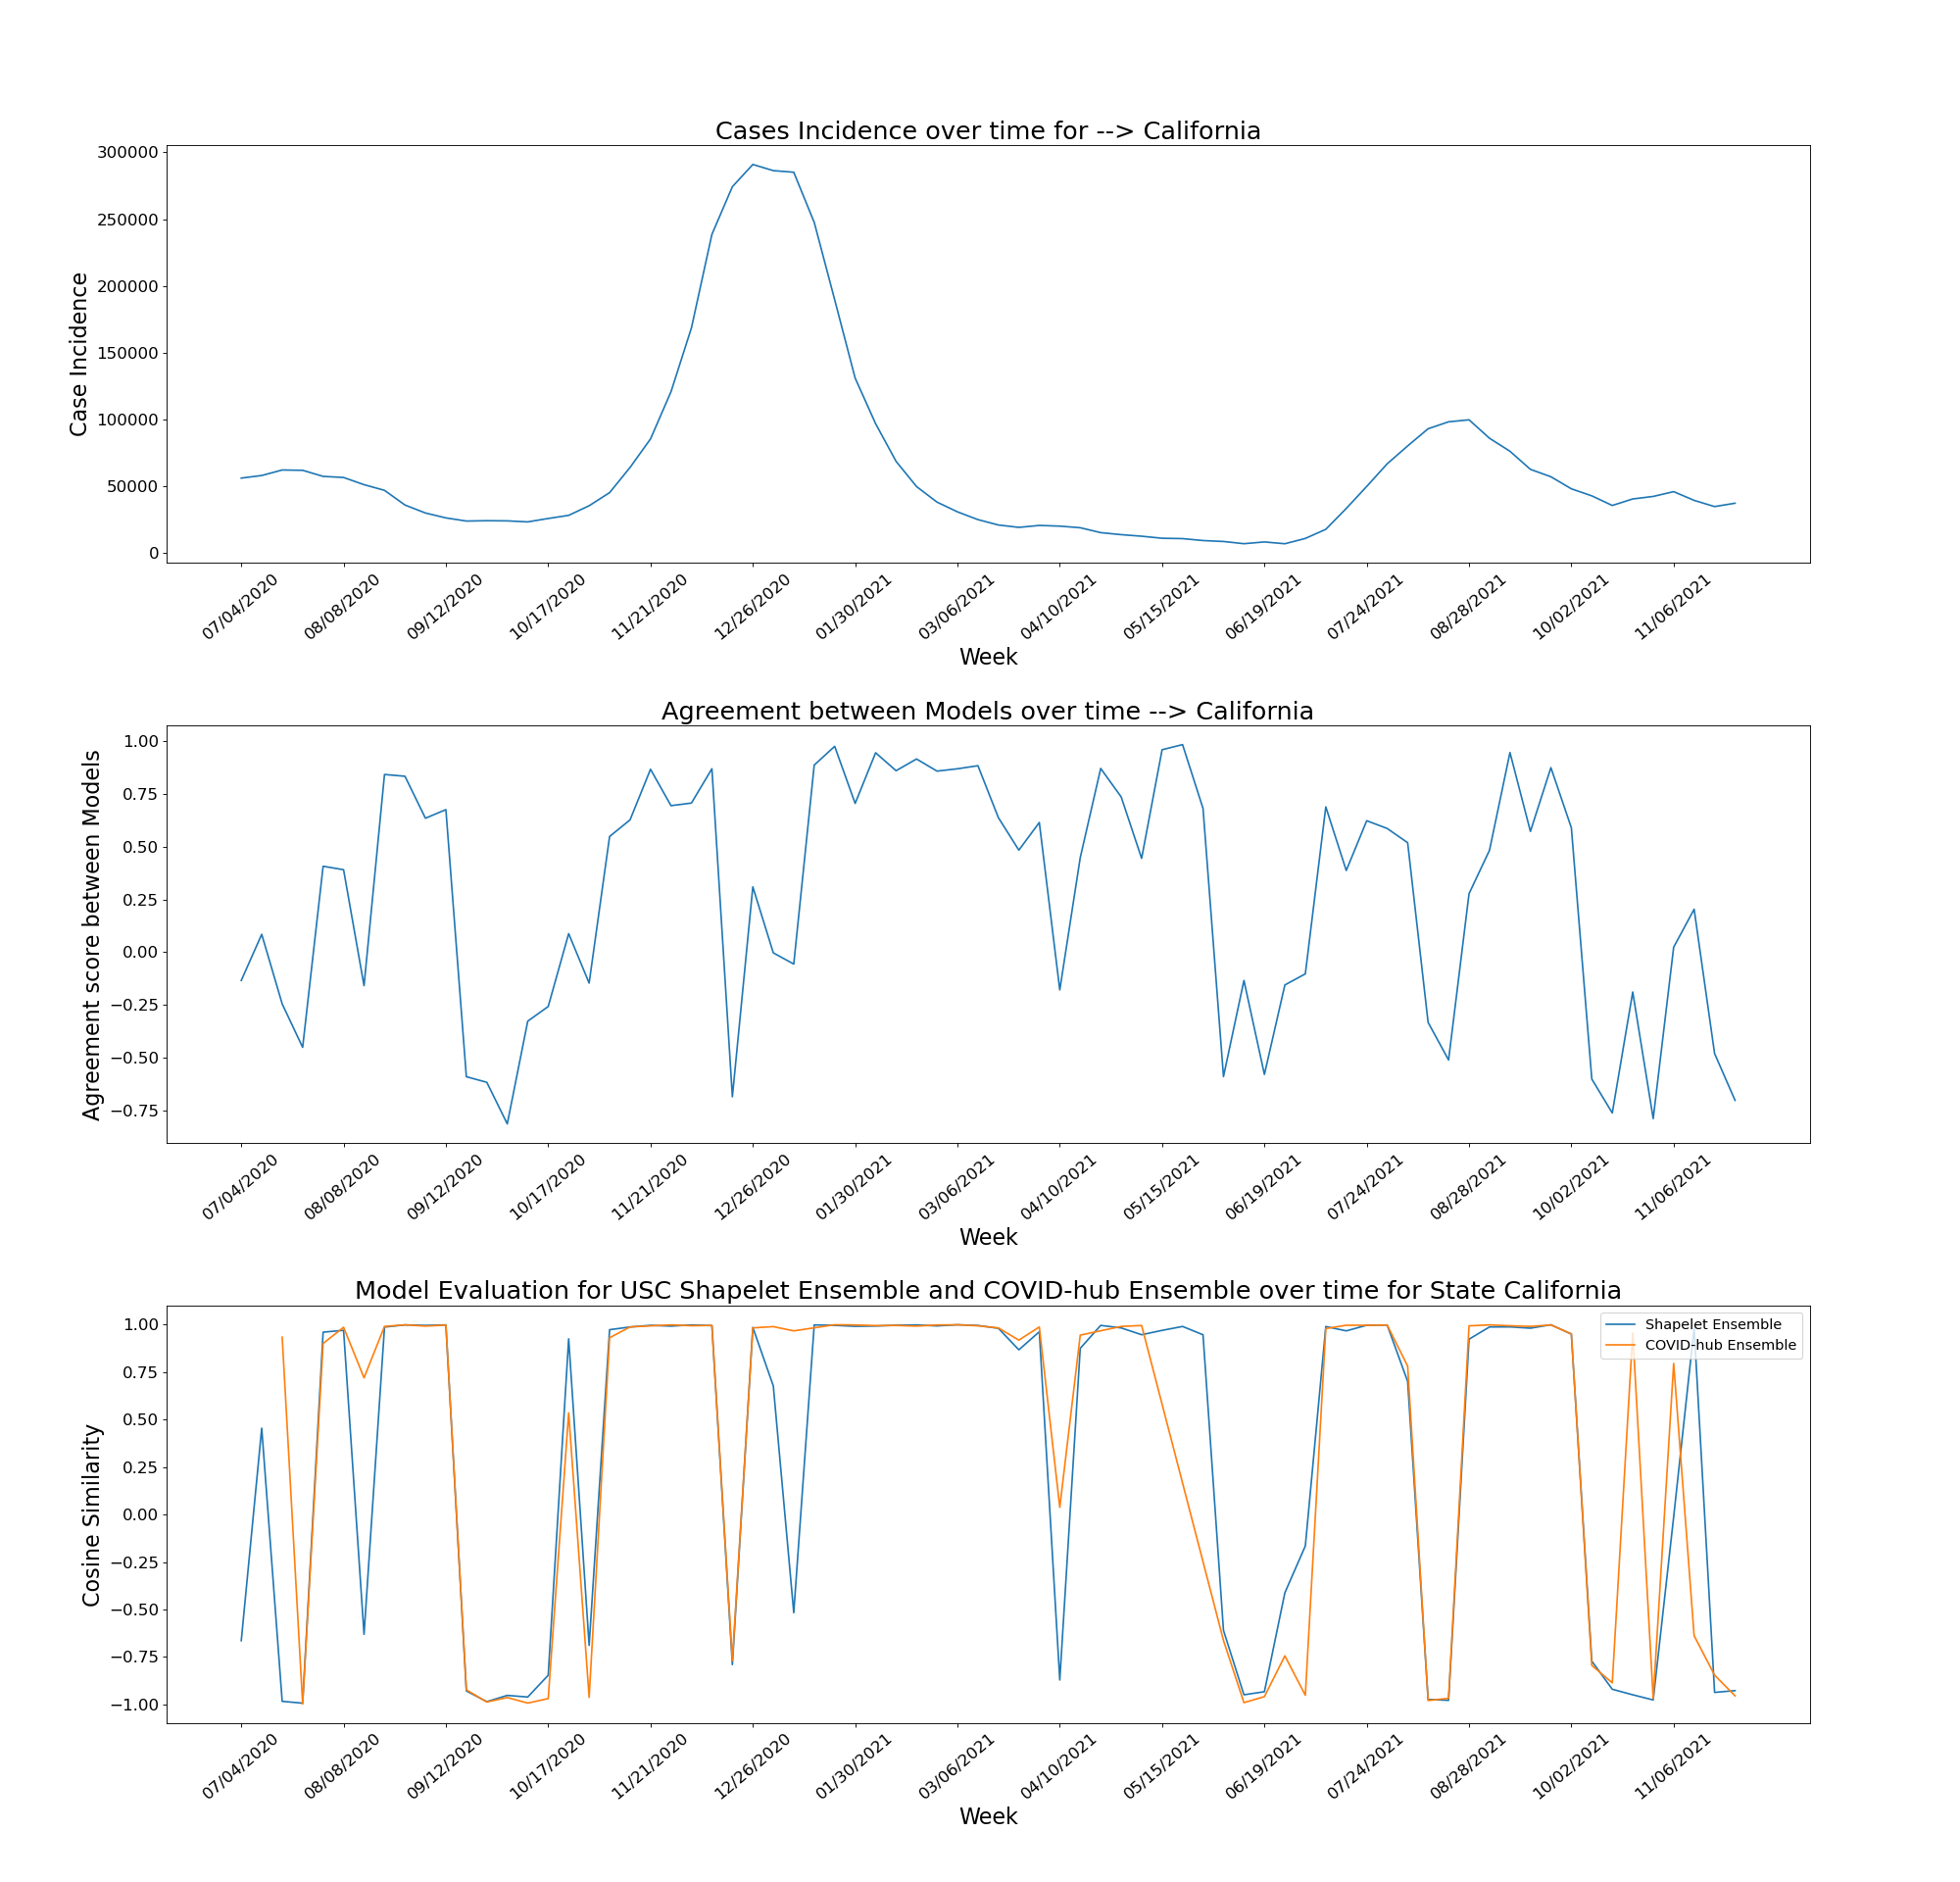 Cases Incidence over time for --> California
300000
250000
200000
150000
100000
50000
0
Case Incidence
07/04/2020 08/08/2020 09/12/2020 10/17/2020 11/21/2020 12/26/2020 01/30/2021 03/06/2021 04/10/2021 05/15/2021 06/19/2021 07/24/2021 08/28/2021 10/02/2021 11/06/2021
Week
Agreement between Models over time --> California
1.00
0.75
0.50
0.25
0.00
−0.25
−0.50
−0.75
Agreement score between Models
07/04/2020 08/08/2020 09/12/2020 10/17/2020 11/21/2020 12/26/2020 01/30/2021 03/06/2021 04/10/2021 05/15/2021 06/19/2021 07/24/2021 08/28/2021 10/02/2021 11/06/2021
Week
Model Evaluation for USC Shapelet Ensemble and COVID-hub Ensemble over time for State California
Shapelet Ensemble
COVID-hub Ensemble
1.00
0.75
0.50
0.25
0.00
−0.25
−0.50
−0.75
−1.00
Cosine Similarity
07/04/2020 08/08/2020 09/12/2020 10/17/2020 11/21/2020 12/26/2020 01/30/2021 03/06/2021 04/10/2021 05/15/2021 06/19/2021 07/24/2021 08/28/2021 10/02/2021 11/06/2021
Week